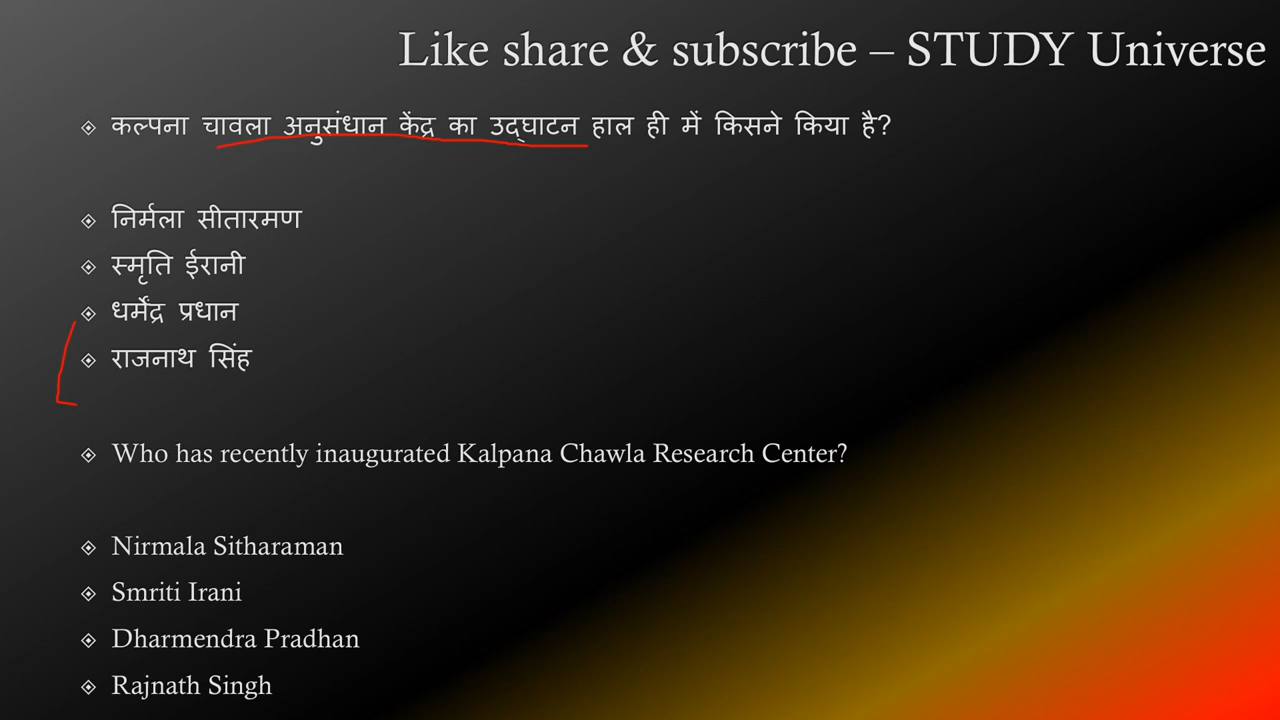 Like share & subscribe – STUDY Universe
कल्पना चावला अनुसंधान केंद्र का उद्घाटन हाल ही में किसने किया है?
निर्मला सीतारमण
स्मृति ईरानी
धर्मेंद्र प्रधान
राजनाथ सिंह
Who has recently inaugurated Kalpana Chawla Research Center?
Nirmala Sitharaman
Smriti Irani
Dharmendra Pradhan
Rajnath Singh